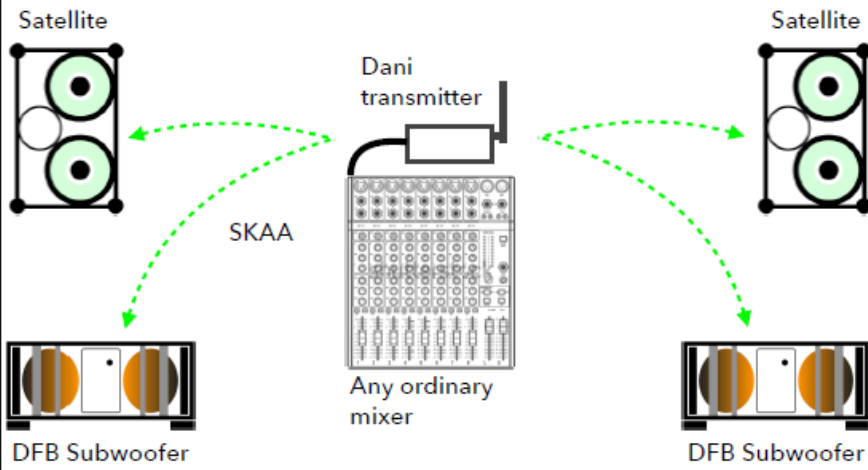 Satellite
Satellite
Dani
transmitter
SKAA
Any ordinary
mixer
DFB Subwoofer
DFB Subwoofer